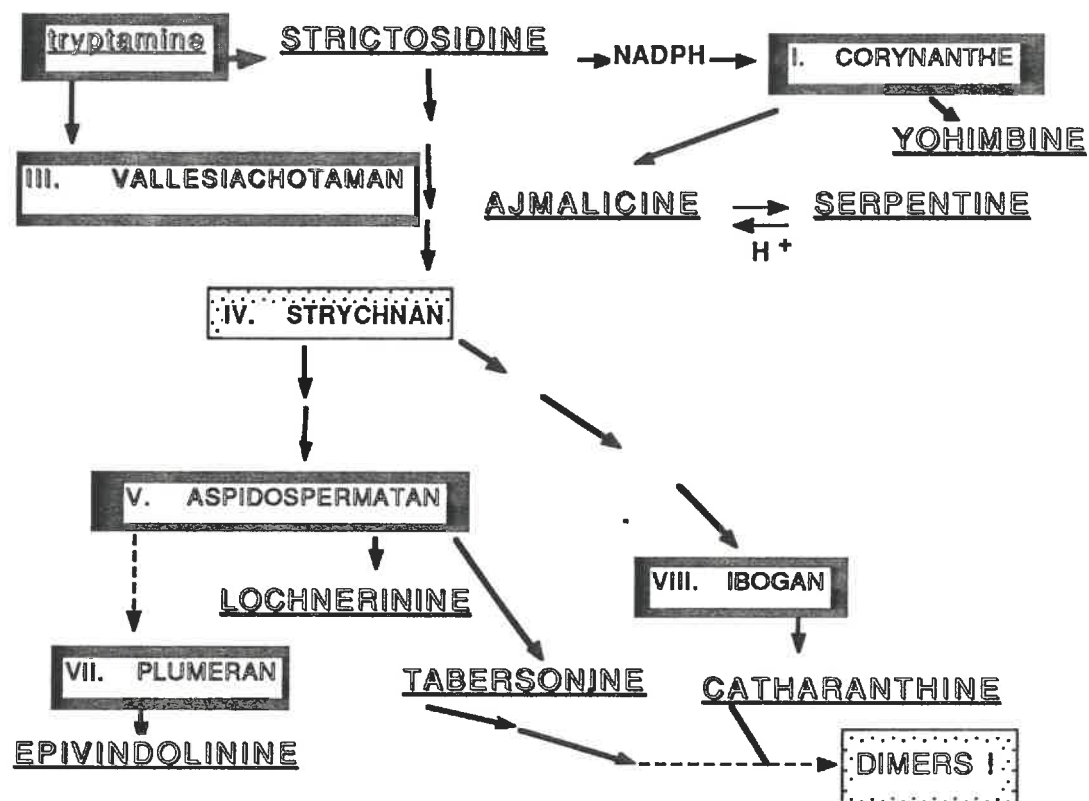 tryptamine
STRICTOSIDINE
NADPH
I. CORYNANTHE
YOHIMBINE
III. VALLESIACHOTAMAN
AJMALICINE
SERPENTINE
H +
IV. STRYCHNAN
V. ASPIDOSPERMATAN
LOCHNERININE
VIII. IBOGAN
VII. PLUMERAN
TABERSONINE
CATHARANTHINE
EPIVINDOLININE
DIMERS !